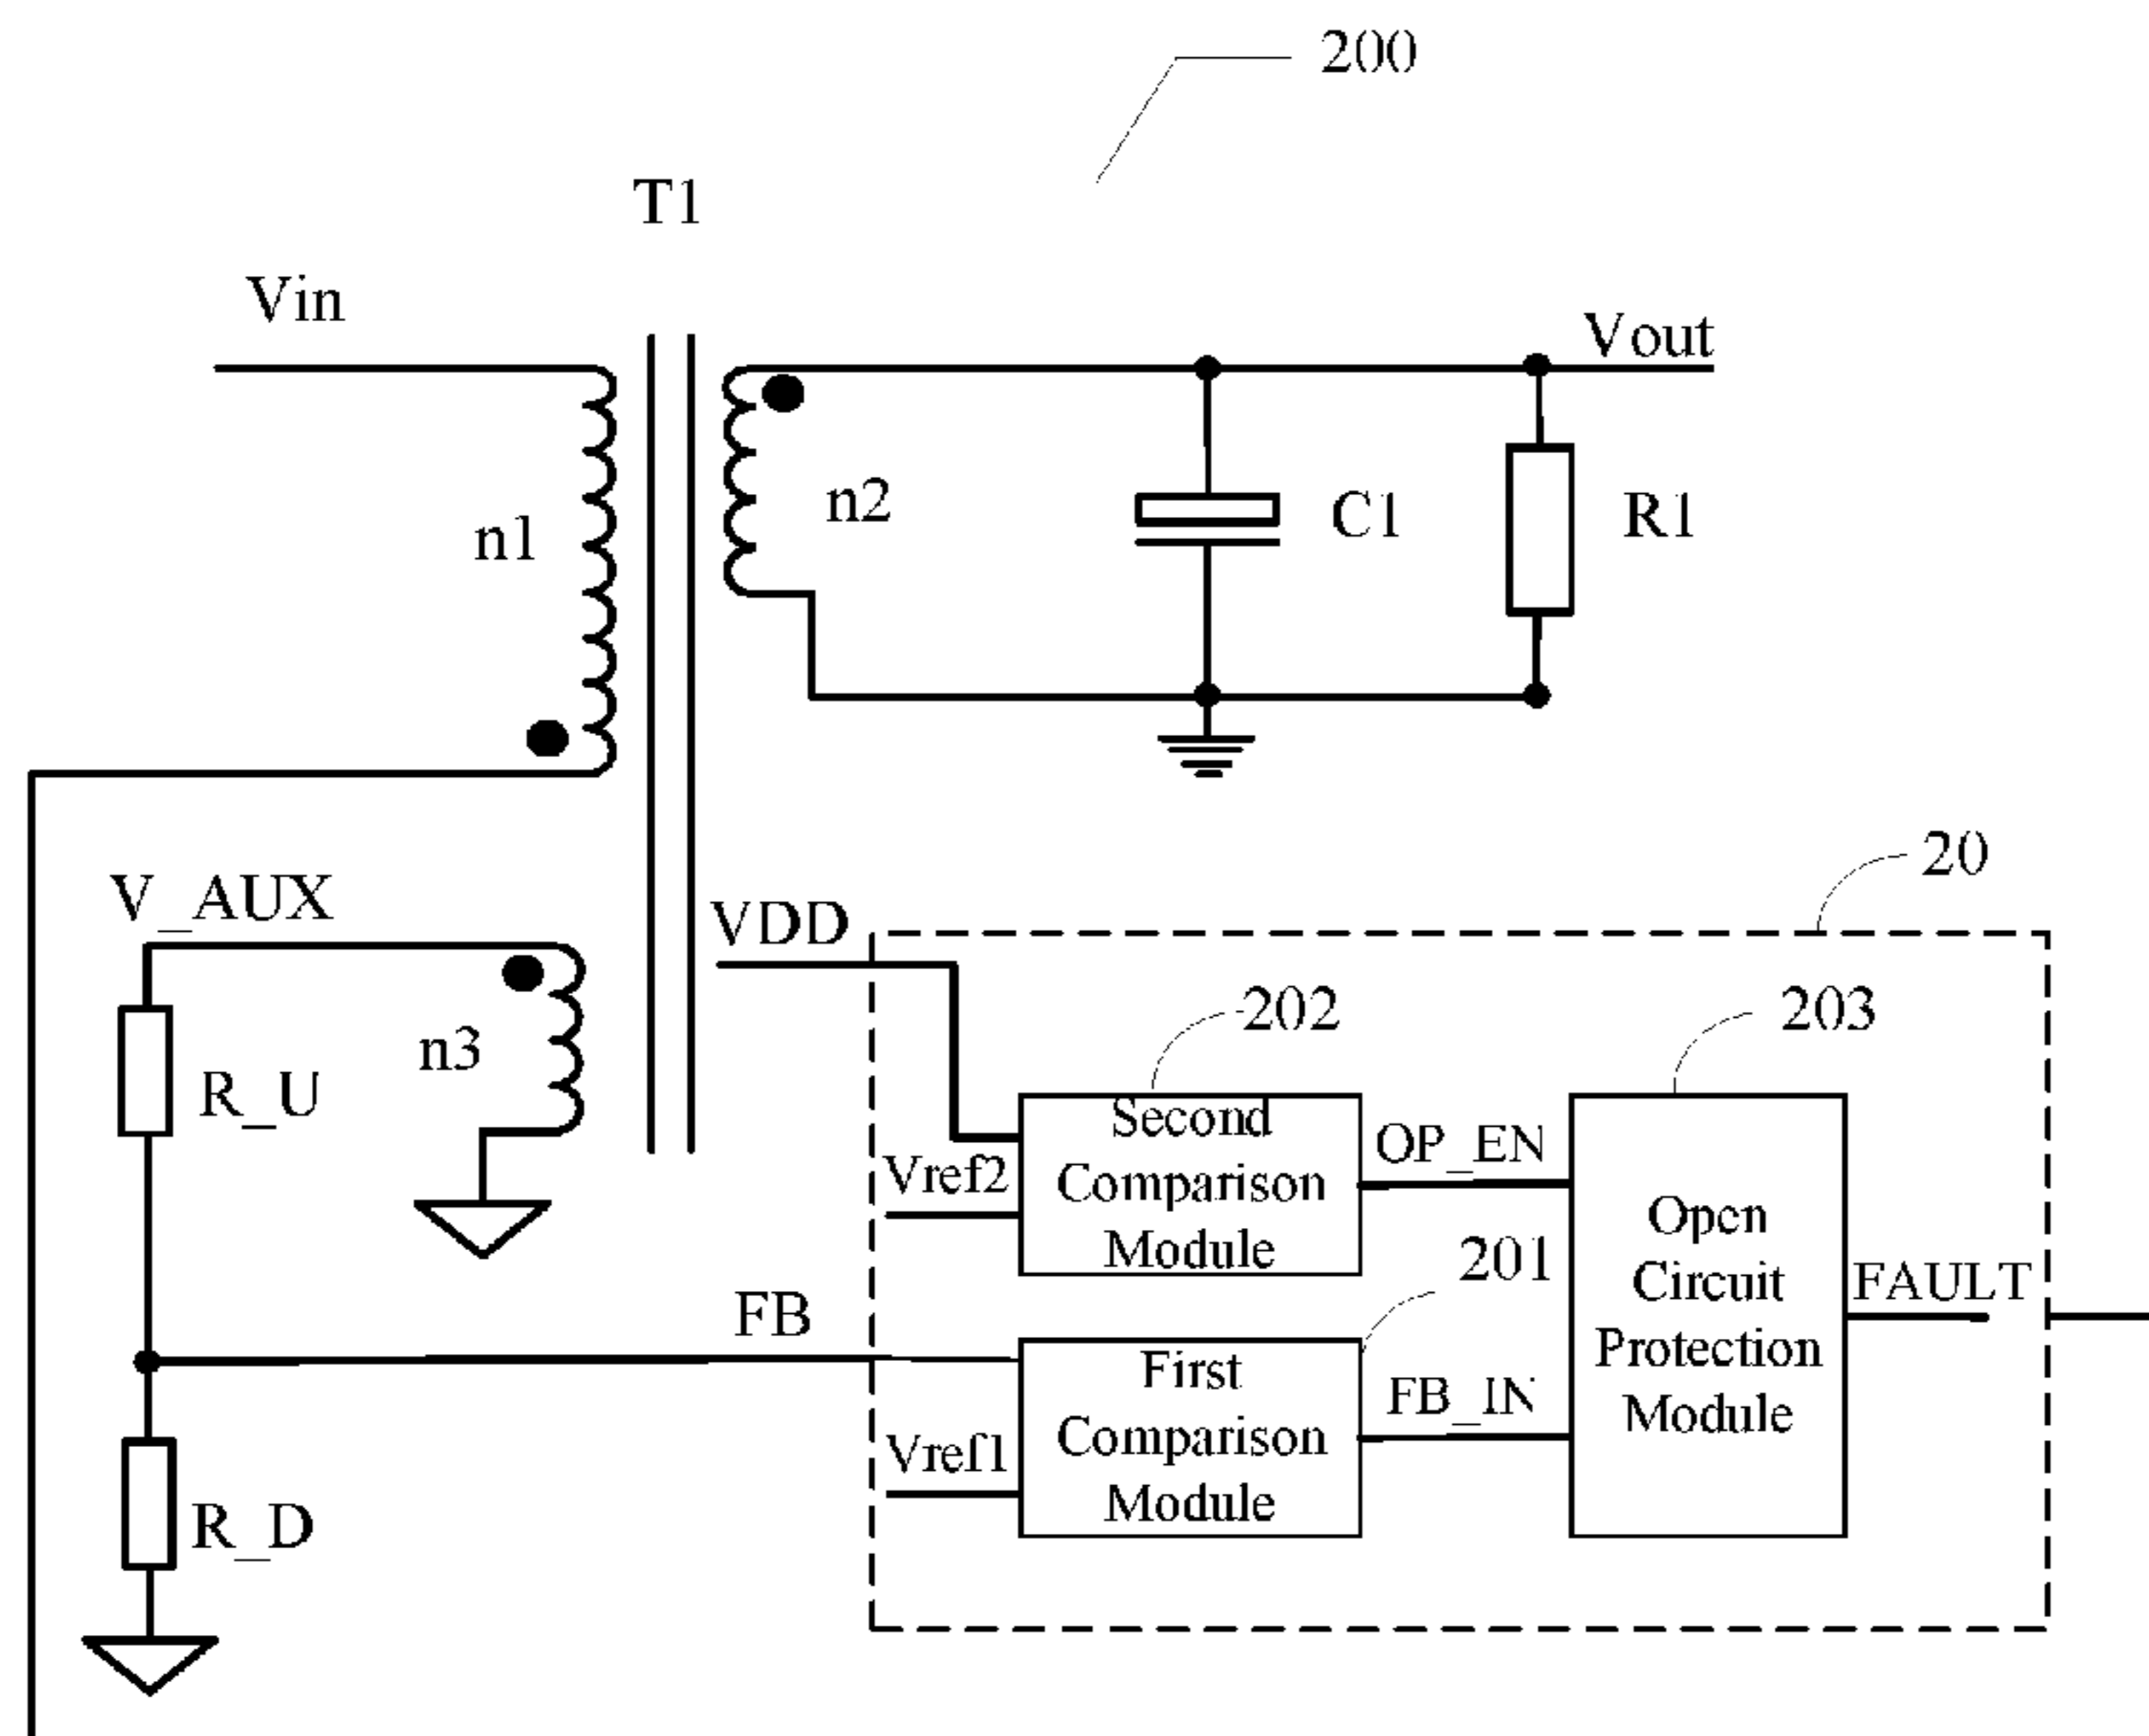 200
T1
Vin
Vout
n1
n2
C1
R1
V_AUX
VDD
20
n3
R_U
202
203
Second
Comparison
Module
Vref2
OP_EN
201
Open
Circuit
Protection
Module
FAULT
FB
First
Comparison
Module
Vref1
FB_IN
R_D